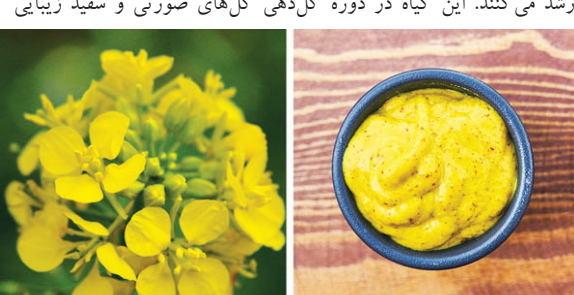 رشد می‌کنند. این گیاه در دوره گل‌دهی گل‌های صورتی و سفید زیبایی